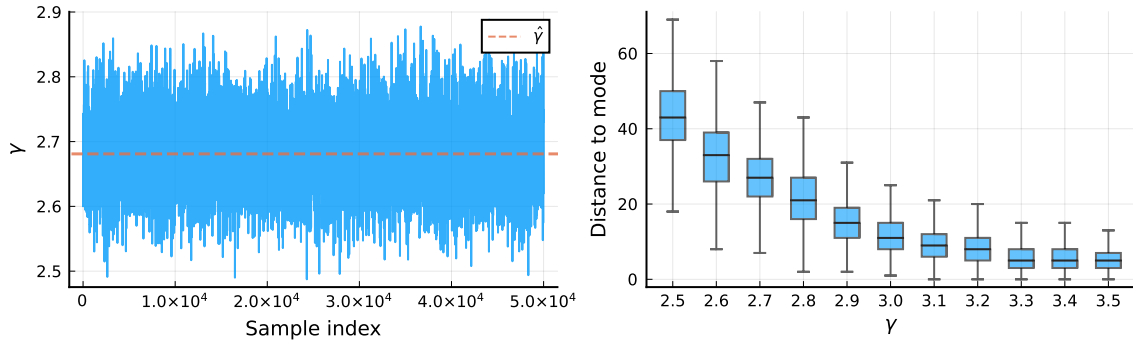 2.9
2.8
2.7
2.6
2.5
γ
γ̂
0
1.0×10⁴
2.0×10⁴
3.0×10⁴
4.0×10⁴
5.0×10⁴
Sample index
60
40
20
0
Distance to mode
2.5 2.6 2.7 2.8 2.9 3.0 3.1 3.2 3.3 3.4 3.5
γ